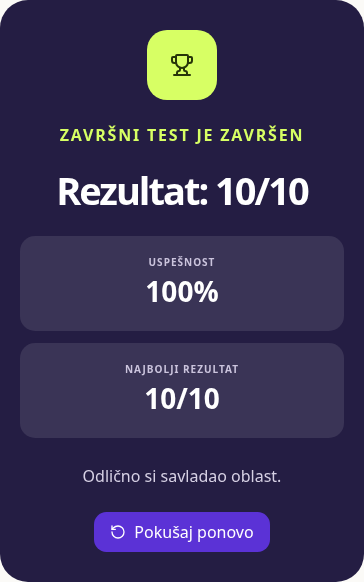 ZAVRŠNI TEST JE ZAVRŠEN
Rezultat: 10/10
USPEŠNOST
100%
NAJBOLJI REZULTAT
10/10
Odlično si savladao oblast.
Pokušaj ponovo